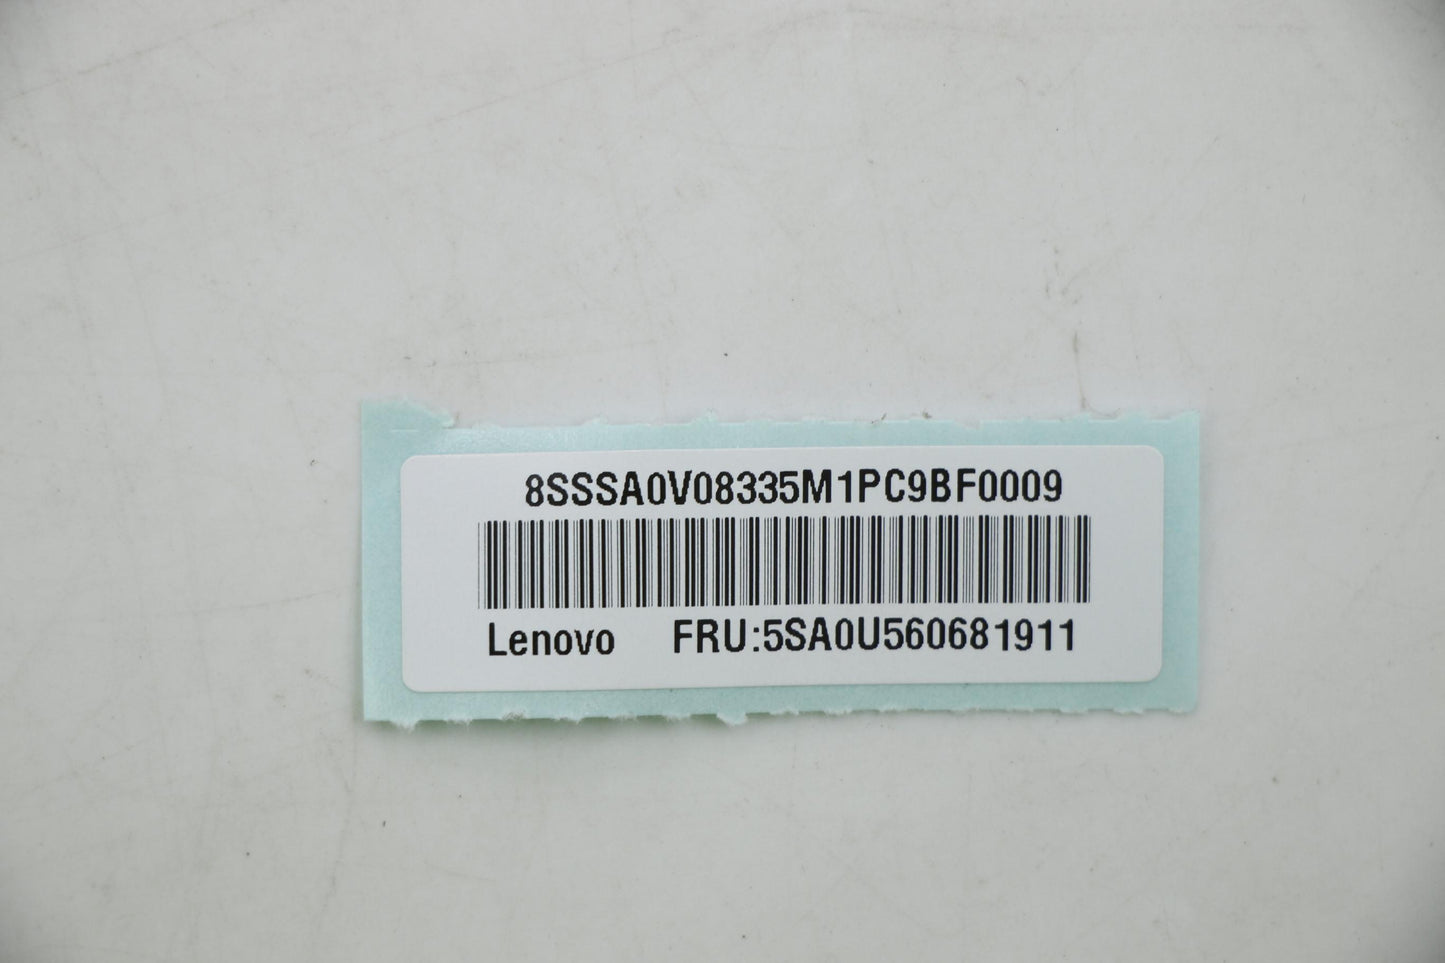 8SSSA0V08335M1PC9BF0009
Lenovo FRU:5SA0U560681911